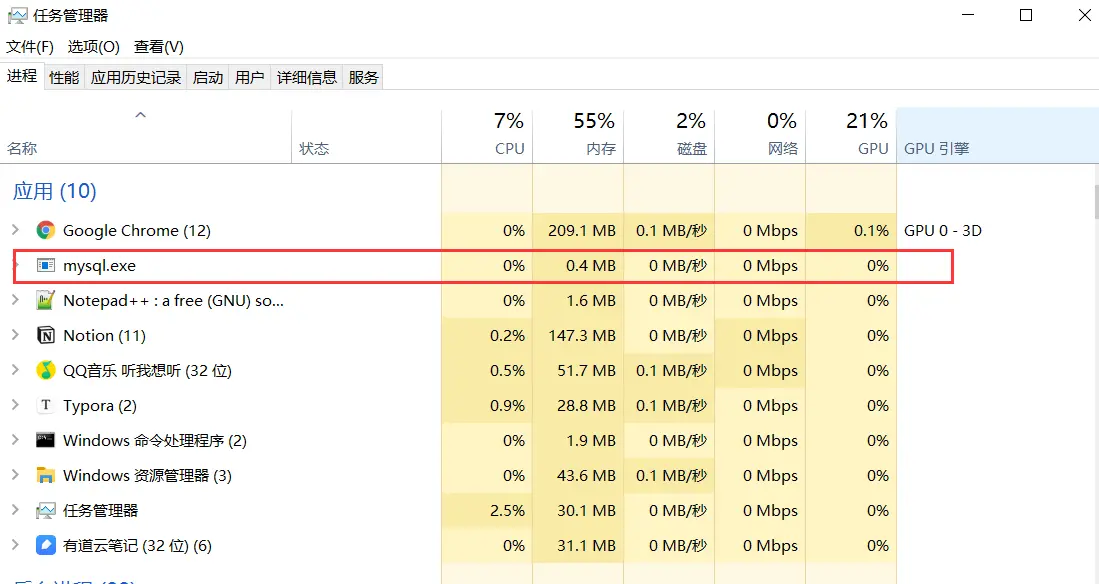 任务管理器
文件(F) 选项(O) 查看(V)
进程 性能 应用历史记录 启动 用户 详细信息 服务
7% 55% 2% 0% 21%
名称 状态 CPU 内存 磁盘 网络 GPU GPU 引擎
应用 (10)
Google Chrome (12) 0% 209.1 MB 0.1 MB/秒 0 Mbps 0.1% GPU 0 - 3D
mysql.exe 0% 0.4 MB 0 MB/秒 0 Mbps 0%
Notepad++ : a free (GNU) so... 0% 1.6 MB 0 MB/秒 0 Mbps 0%
Notion (11) 0.2% 147.3 MB 0 MB/秒 0 Mbps 0%
QQ音乐 听我想听 (32 位) 0.5% 51.7 MB 0.1 MB/秒 0 Mbps 0%
Typora (2) 0.9% 28.8 MB 0.1 MB/秒 0 Mbps 0%
Windows 命令处理程序 (2) 0% 1.9 MB 0 MB/秒 0 Mbps 0%
Windows 资源管理器 (3) 0% 43.6 MB 0.1 MB/秒 0 Mbps 0%
任务管理器 2.5% 30.1 MB 0 MB/秒 0 Mbps 0%
有道云笔记 (32 位) (6) 0% 31.1 MB 0 MB/秒 0 Mbps 0%